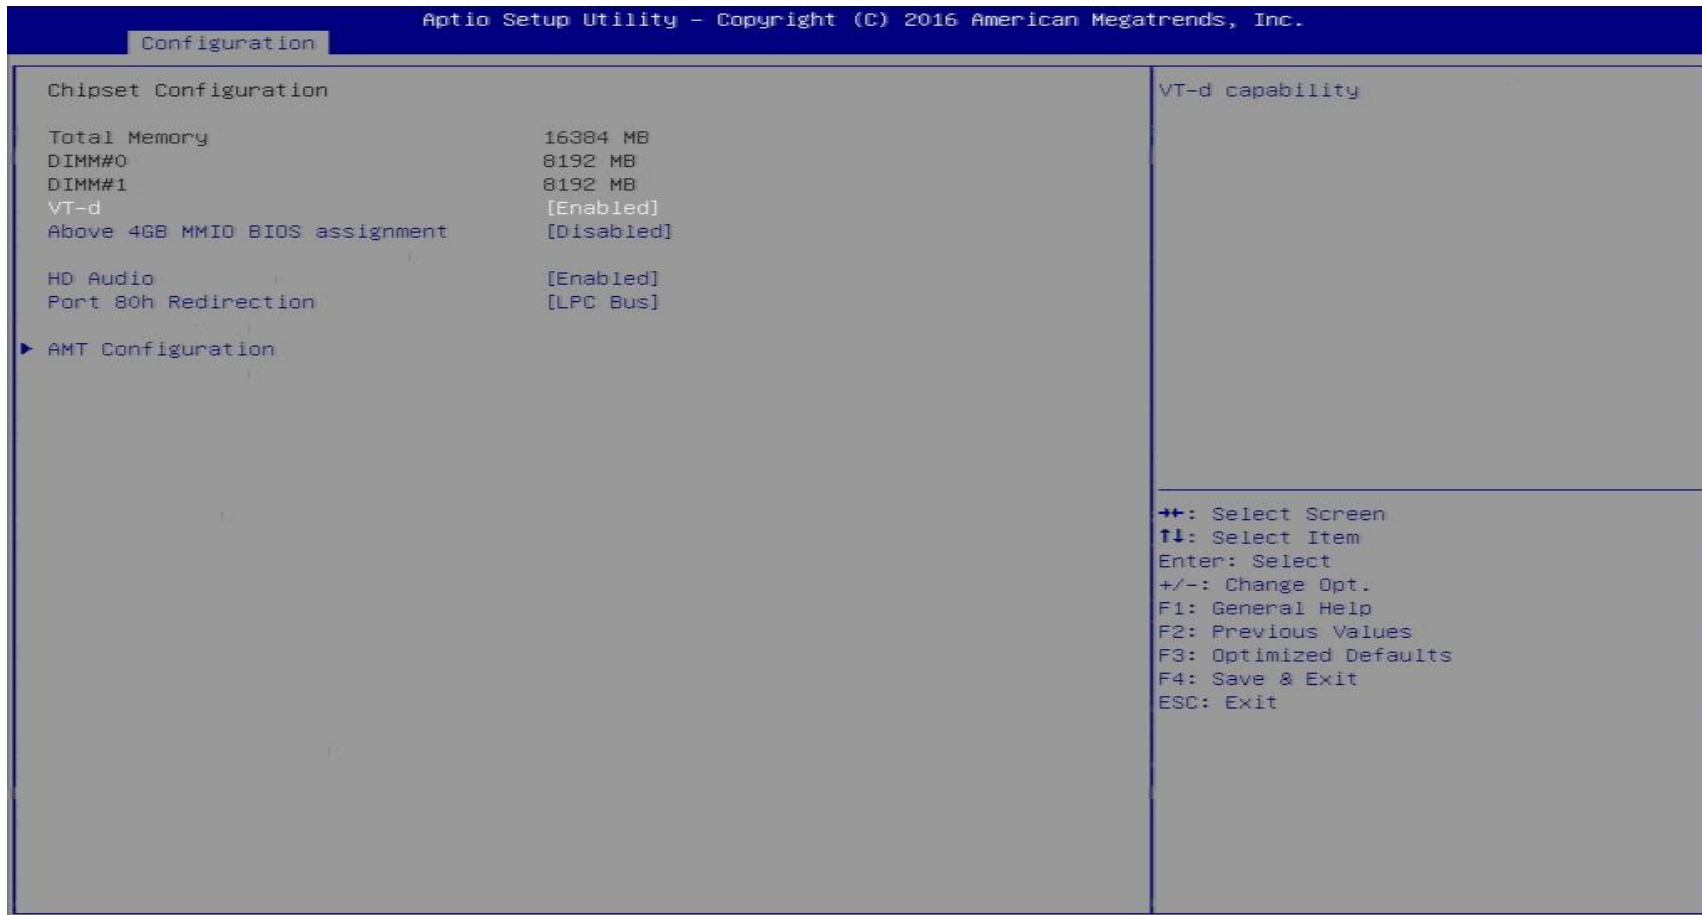 Aptio Setup Utility – Copyright (C) 2016 American Megatrends, Inc.
Configuration
Chipset Configuration
Total Memory 16384 MB
DIMM#0 8192 MB
DIMM#1 8192 MB
VT-d [Enabled]
Above 4GB MMIO BIOS assignment [Disabled]
HD Audio [Enabled]
Port 80h Redirection [LPC Bus]
► AMT Configuration
VT-d capability
→←: Select Screen
↑↓: Select Item
Enter: Select
+/-: Change Opt.
F1: General Help
F2: Previous Values
F3: Optimized Defaults
F4: Save & Exit
ESC: Exit